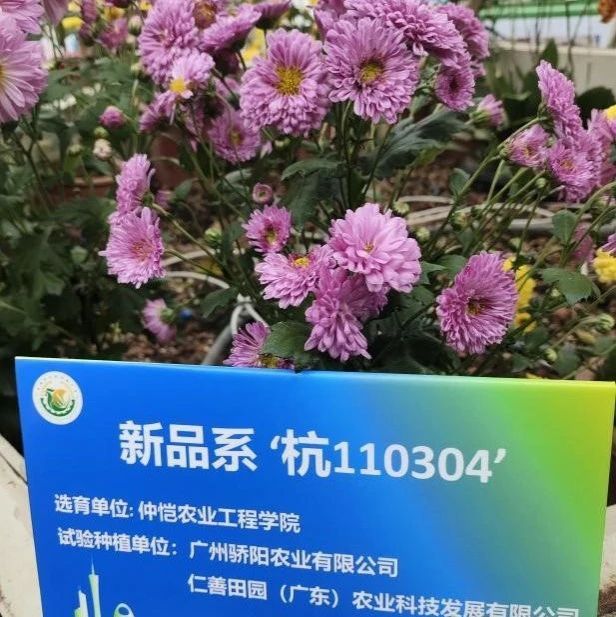 新品系‘杭110304’
选育单位: 仲恺农业工程学院
试验种植单位: 广州骄阳农业有限公司
仁善田园（广东）农业科技发展有限公司